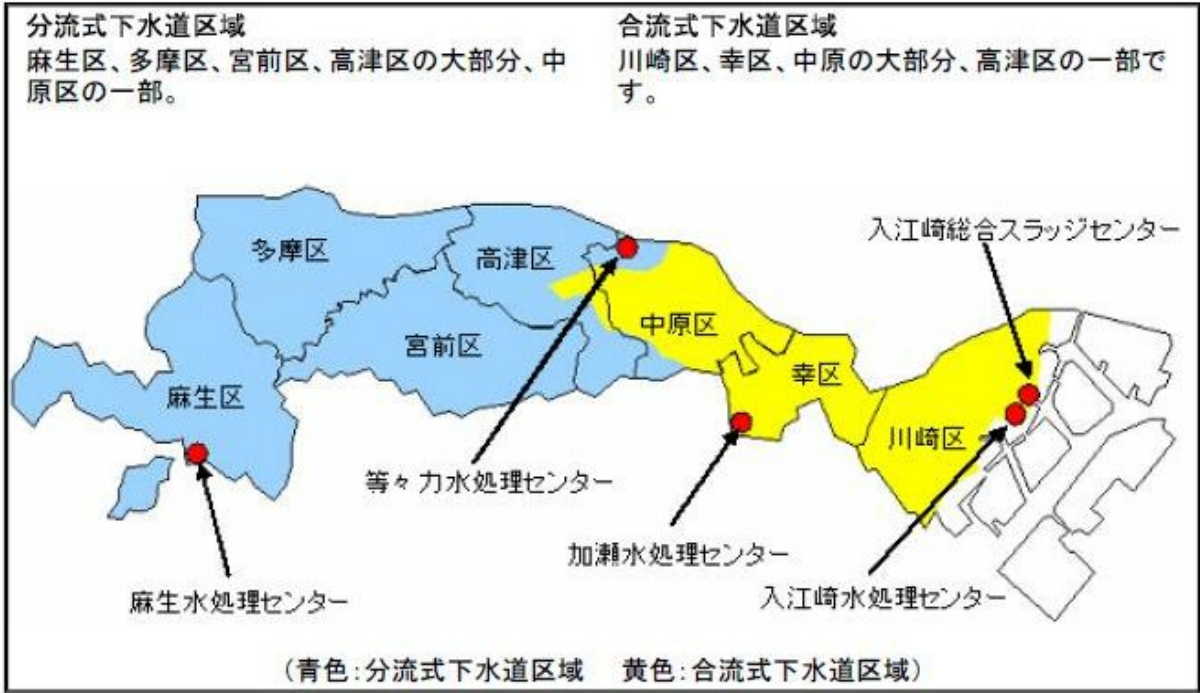 分流式下水道区域
麻生区、多摩区、宮前区、高津区の大部分、中
原区の一部。
合流式下水道区域
川崎区、幸区、中原の大部分、高津区の一部で
す。
入江崎総合スラッジセンター
多摩区
高津区
中原区
宮前区
幸区
麻生区
川崎区
等々力水処理センター
加瀬水処理センター
麻生水処理センター
入江崎水処理センター
（青色：分流式下水道区域　黄色：合流式下水道区域）